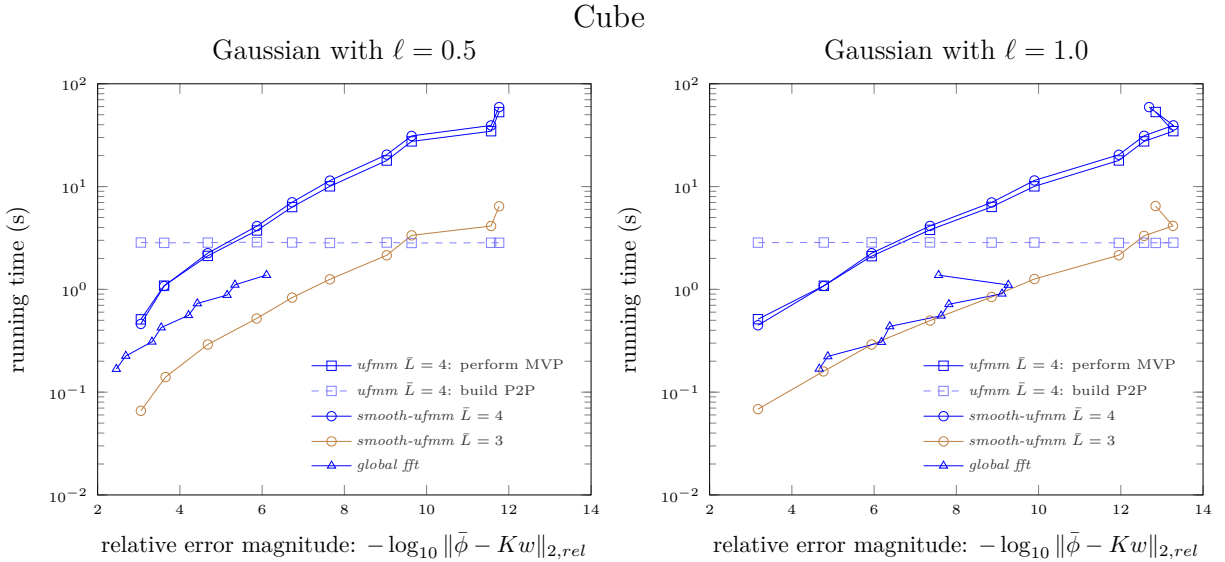 Cube
Gaussian with ℓ = 0.5
10²
10¹
10⁰
10⁻¹
10⁻²
running time (s)
ufmm L̄ = 4: perform MVP
ufmm L̄ = 4: build P2P
smooth-ufmm L̄ = 4
smooth-ufmm L̄ = 3
global fft
2 4 6 8 10 12 14
relative error magnitude: − log₁₀ ‖ϕ̄ − Kw‖₂,rel
Gaussian with ℓ = 1.0
10²
10¹
10⁰
10⁻¹
10⁻²
running time (s)
ufmm L̄ = 4: perform MVP
ufmm L̄ = 4: build P2P
smooth-ufmm L̄ = 4
smooth-ufmm L̄ = 3
global fft
2 4 6 8 10 12 14
relative error magnitude: − log₁₀ ‖ϕ̄ − Kw‖₂,rel